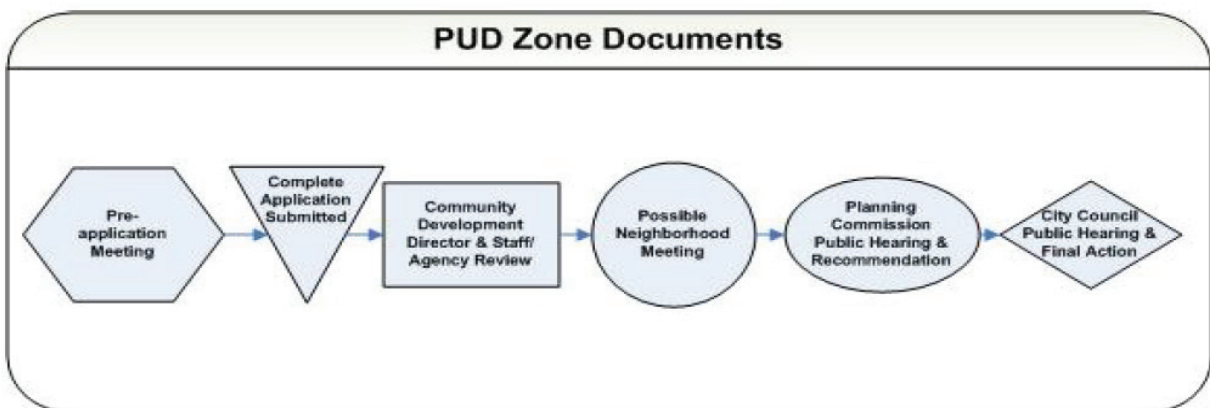 PUD Zone Documents
Pre-
application
Meeting
Complete
Application
Submitted
Community
Development
Director & Staff/
Agency Review
Possible
Neighborhood
Meeting
Planning
Commission
Public Hearing &
Recommendation
City Council
Public Hearing &
Final Action